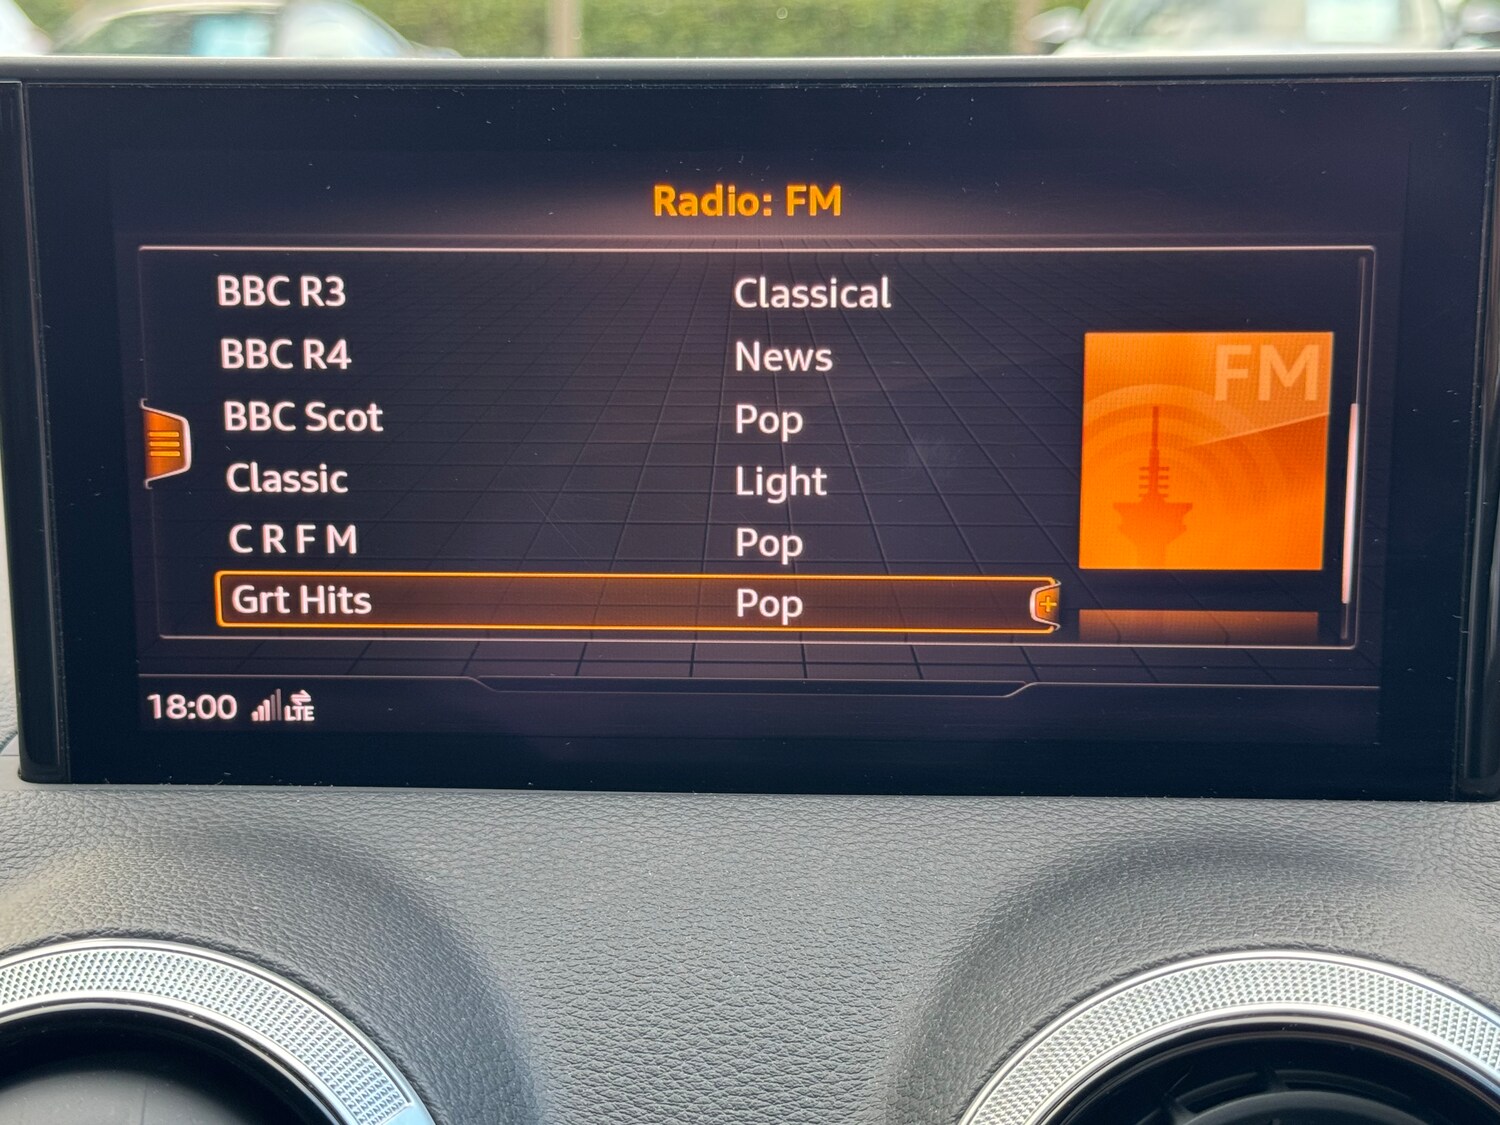 Radio: FM
BBC R3 Classical
BBC R4 News
BBC Scot Pop
Classic Light
C R F M Pop
Grt Hits Pop
FM
18:00 LTE